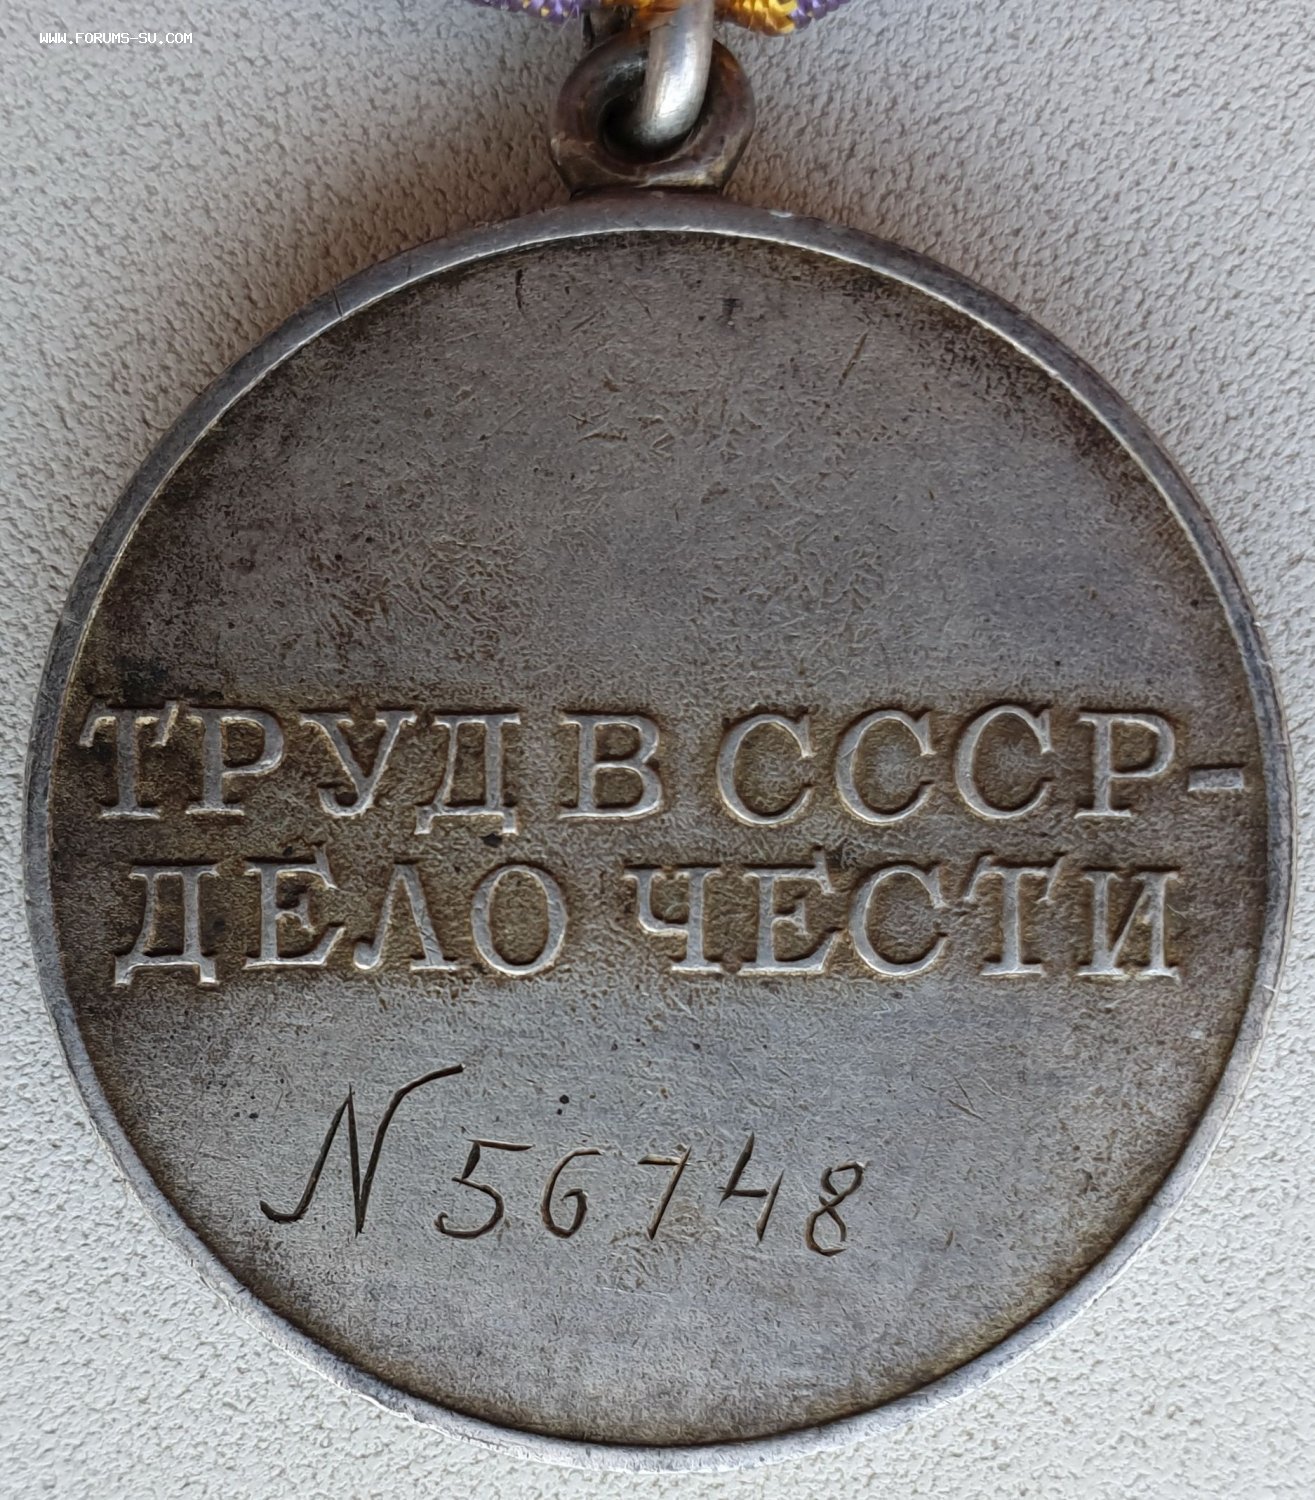 WWW.FORUMS-SU.COM
ТРУД В СССР-
ДЕЛО ЧЕСТИ
N 56748